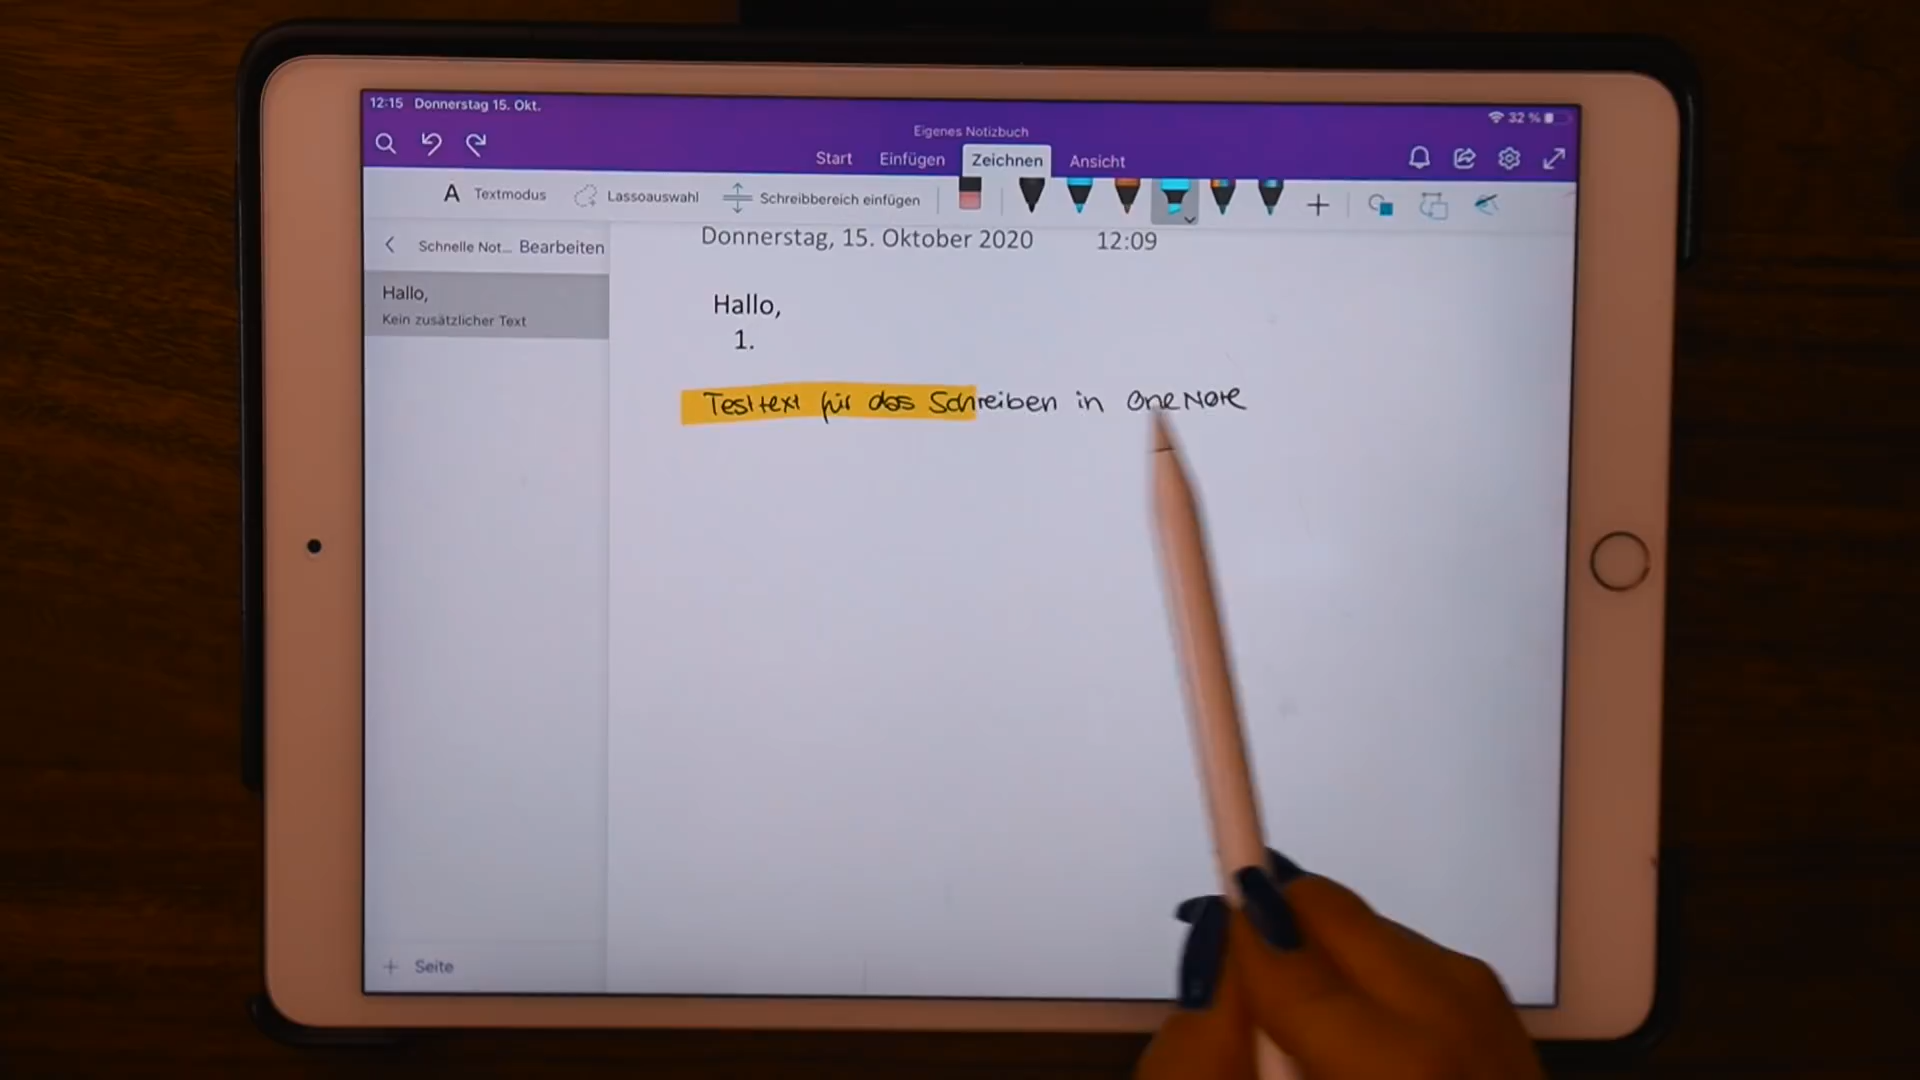 12:15 Donnerstag 15. Okt.
32 %
Eigenes Notizbuch
Start Einfügen Zeichnen Ansicht
A Textmodus Lassoauswahl Schreibbereich einfügen
Schnelle Not... Bearbeiten
Donnerstag, 15. Oktober 2020 12:09
Hallo,
Kein zusätzlicher Text
Hallo,
1.
Testtext für das Schreiben in OneNote
+ Seite